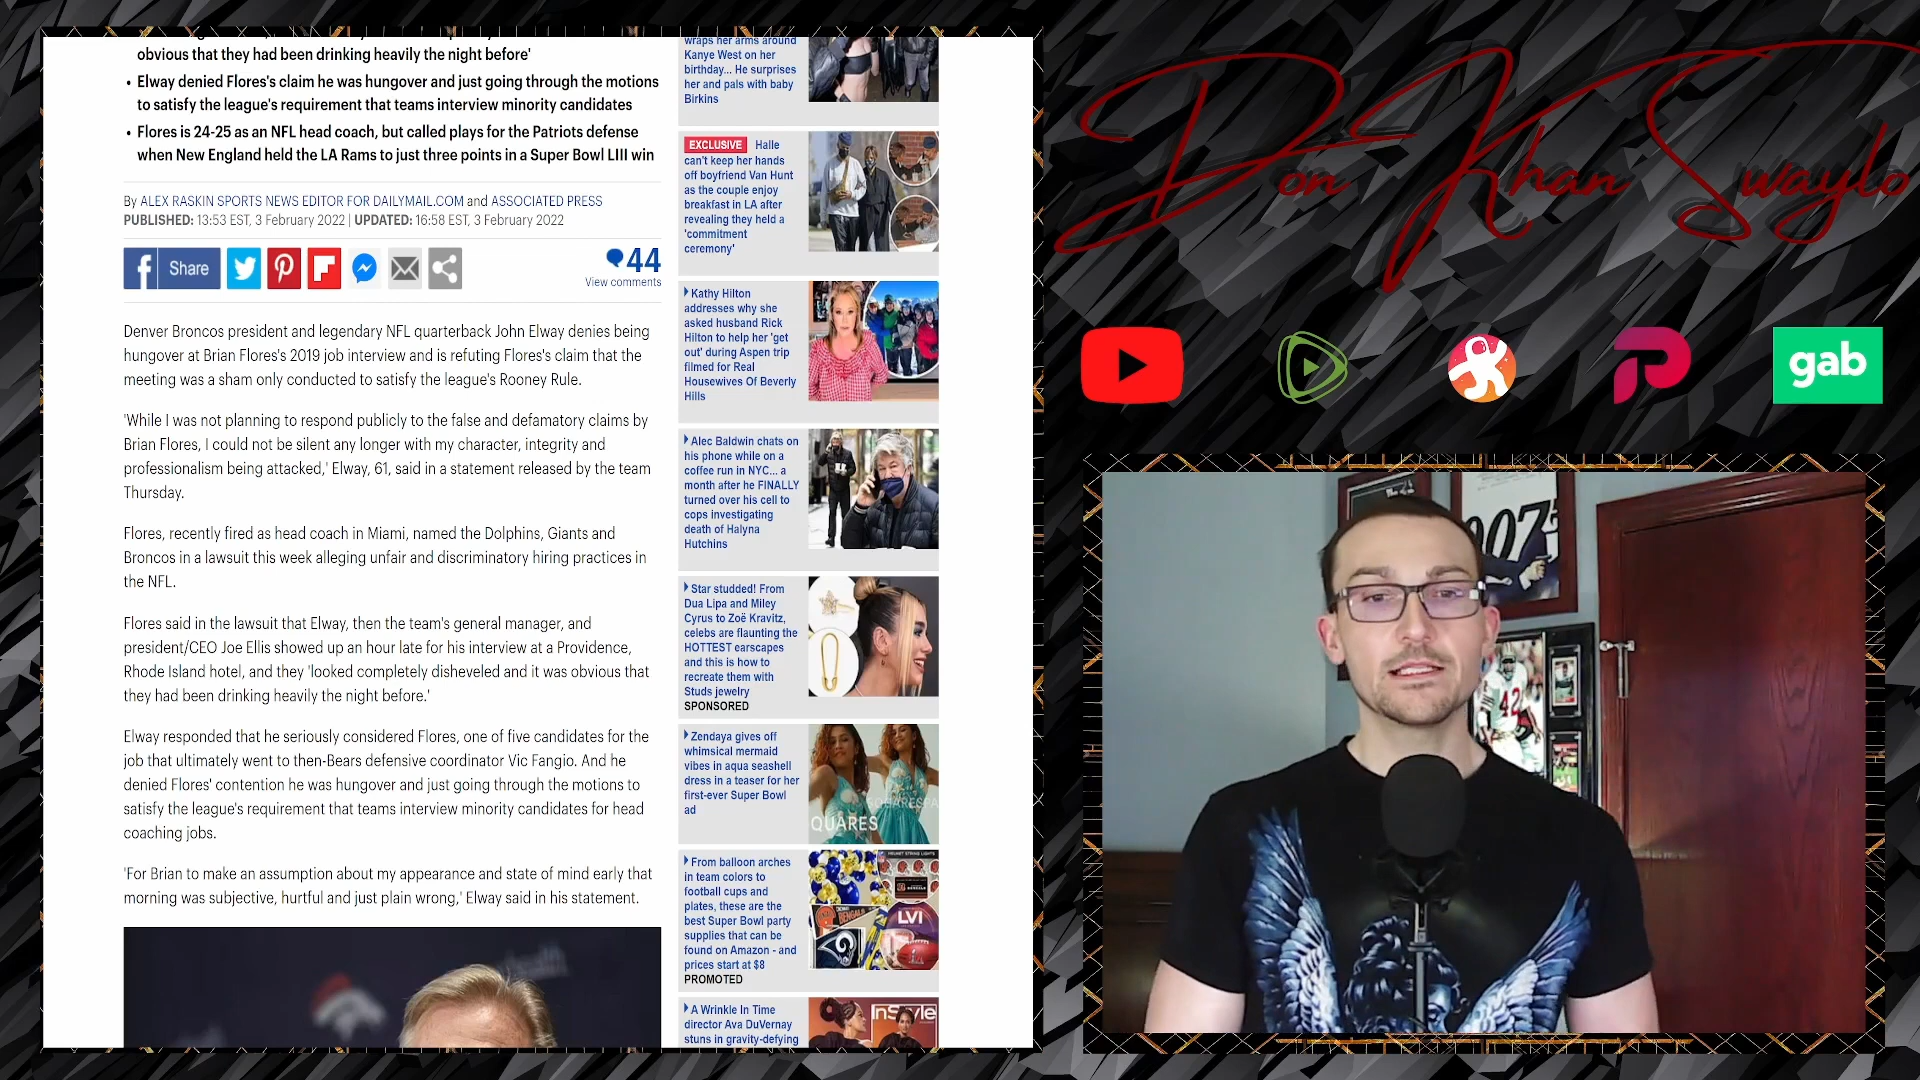 obvious that they had been drinking heavily the night before'
• Elway denied Flores's claim he was hungover and just going through the motions
to satisfy the league's requirement that teams interview minority candidates
• Flores is 24-25 as an NFL head coach, but called plays for the Patriots defense
when New England held the LA Rams to just three points in a Super Bowl LIII win
By ALEX RASKIN SPORTS NEWS EDITOR FOR DAILYMAIL.COM and ASSOCIATED PRESS
PUBLISHED: 13:53 EST, 3 February 2022 | UPDATED: 16:58 EST, 3 February 2022
Share
44
View comments
Denver Broncos president and legendary NFL quarterback John Elway denies being
hungover at Brian Flores's 2019 job interview and is refuting Flores's claim that the
meeting was a sham only conducted to satisfy the league's Rooney Rule.
'While I was not planning to respond publicly to the false and defamatory claims by
Brian Flores, I could not be silent any longer with my character, integrity and
professionalism being attacked,' Elway, 61, said in a statement released by the team
Thursday.
Flores, recently fired as head coach in Miami, named the Dolphins, Giants and
Broncos in a lawsuit this week alleging unfair and discriminatory hiring practices in
the NFL.
Flores said in the lawsuit that Elway, then the team's general manager, and
president/CEO Joe Ellis showed up an hour late for his interview at a Providence,
Rhode Island hotel, and they 'looked completely disheveled and it was obvious that
they had been drinking heavily the night before.'
Elway responded that he seriously considered Flores, one of five candidates for the
job that ultimately went to then-Bears defensive coordinator Vic Fangio. And he
denied Flores' contention he was hungover and just going through the motions to
satisfy the league's requirement that teams interview minority candidates for head
coaching jobs.
'For Brian to make an assumption about my appearance and state of mind early that
morning was subjective, hurtful and just plain wrong,' Elway said in his statement.
wraps her arms around
Kanye West on her
birthday... He surprises
her and pals with baby
Birkins
EXCLUSIVE Halle
can't keep her hands
off boyfriend Van Hunt
as the couple enjoy
breakfast in LA after
revealing they held a
'commitment
ceremony'
Kathy Hilton
addresses why she
asked husband Rick
Hilton to help her 'get
out' during Aspen trip
filmed for Real
Housewives Of Beverly
Hills
Alec Baldwin chats on
his phone while on a
coffee run in NYC... a
month after he FINALLY
turned over his cell to
cops investigating
death of Halyna
Hutchins
Star studded! From
Dua Lipa and Miley
Cyrus to Zoë Kravitz,
celebs are flaunting the
HOTTEST earscapes
and this is how to
recreate them with
Studs jewelry
SPONSORED
Zendaya gives off
whimsical mermaid
vibes in aqua seashell
dress in a teaser for her
first-ever Super Bowl
ad
QUARES
From balloon arches
in team colors to
football cups and
plates, these are the
best Super Bowl party
supplies that can be
found on Amazon - and
prices start at $8
PROMOTED
BENGALS
LVI
A Wrinkle In Time
director Ava DuVernay
stuns in gravity-defying
InStyle
Don Khan Swaylo
gab
007
42